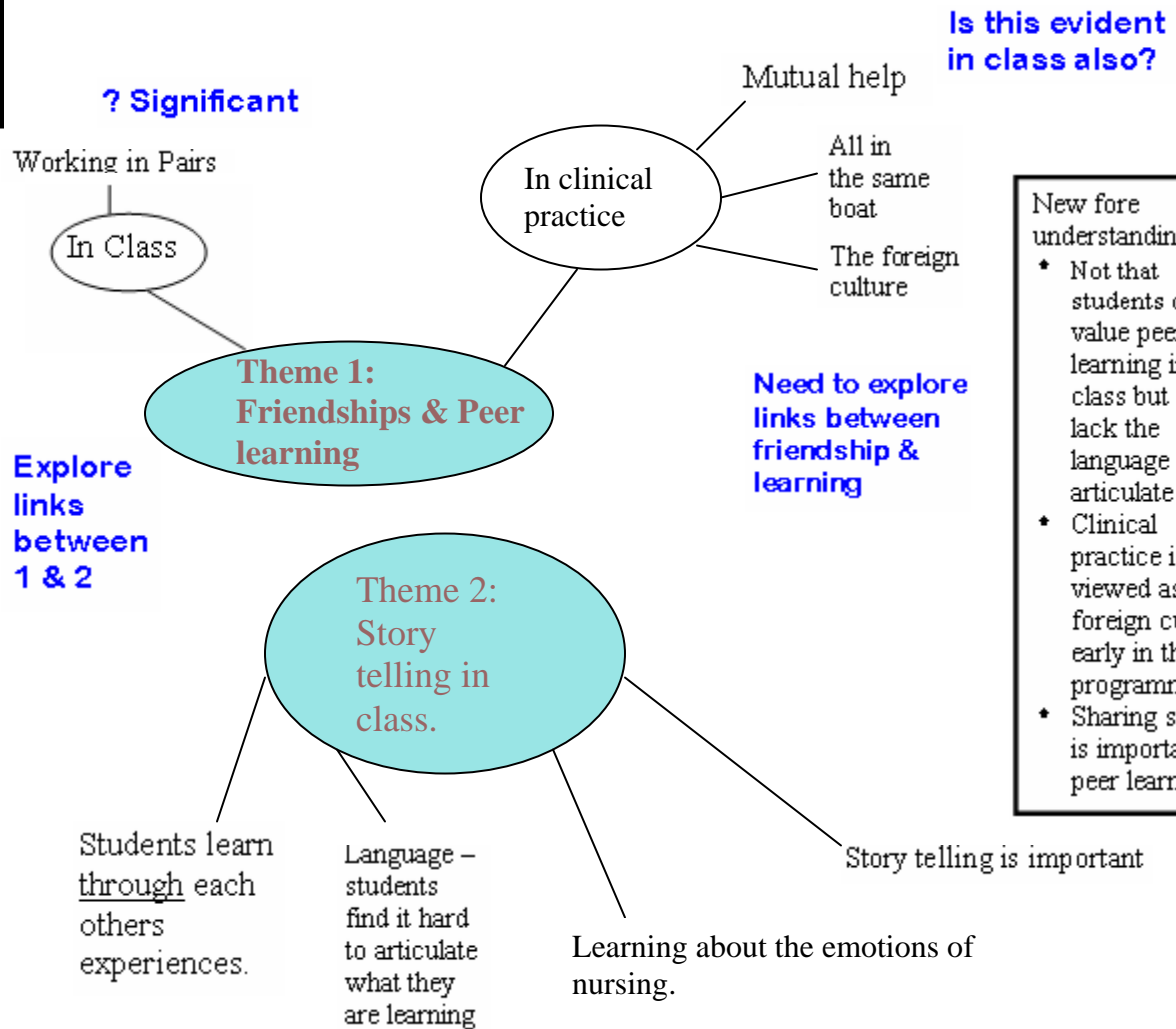 Is this evident
in class also?
? Significant
Mutual help
Working in Pairs
All in
the same
boat
In clinical
practice
In Class
The foreign
culture
New fore
understandin
• Not that
students
value pee
learning i
class but
lack the
language
articulate
• Clinical
practice i
viewed as
foreign cu
early in th
programm
• Sharing s
is importa
peer learn
Theme 1:
Friendships & Peer
learning
Need to explore
links between
friendship &
learning
Explore
links
between
1 & 2
Theme 2:
Story
telling in
class.
Students learn
through each
others
experiences.
Language –
students
find it hard
to articulate
what they
are learning
Learning about the emotions of
nursing.
Story telling is important